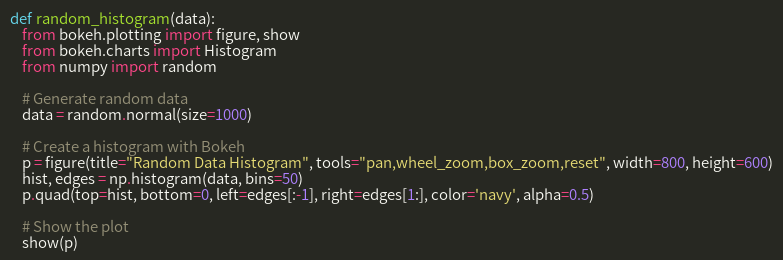 def random_histogram(data):
from bokeh.plotting import figure, show
from bokeh.charts import Histogram
from numpy import random
# Generate random data
data = random.normal(size=1000)
# Create a histogram with Bokeh
p = figure(title="Random Data Histogram", tools="pan,wheel_zoom,box_zoom,reset", width=800, height=600)
hist, edges = np.histogram(data, bins=50)
p.quad(top=hist, bottom=0, left=edges[:-1], right=edges[1:], color='navy', alpha=0.5)
# Show the plot
show(p)